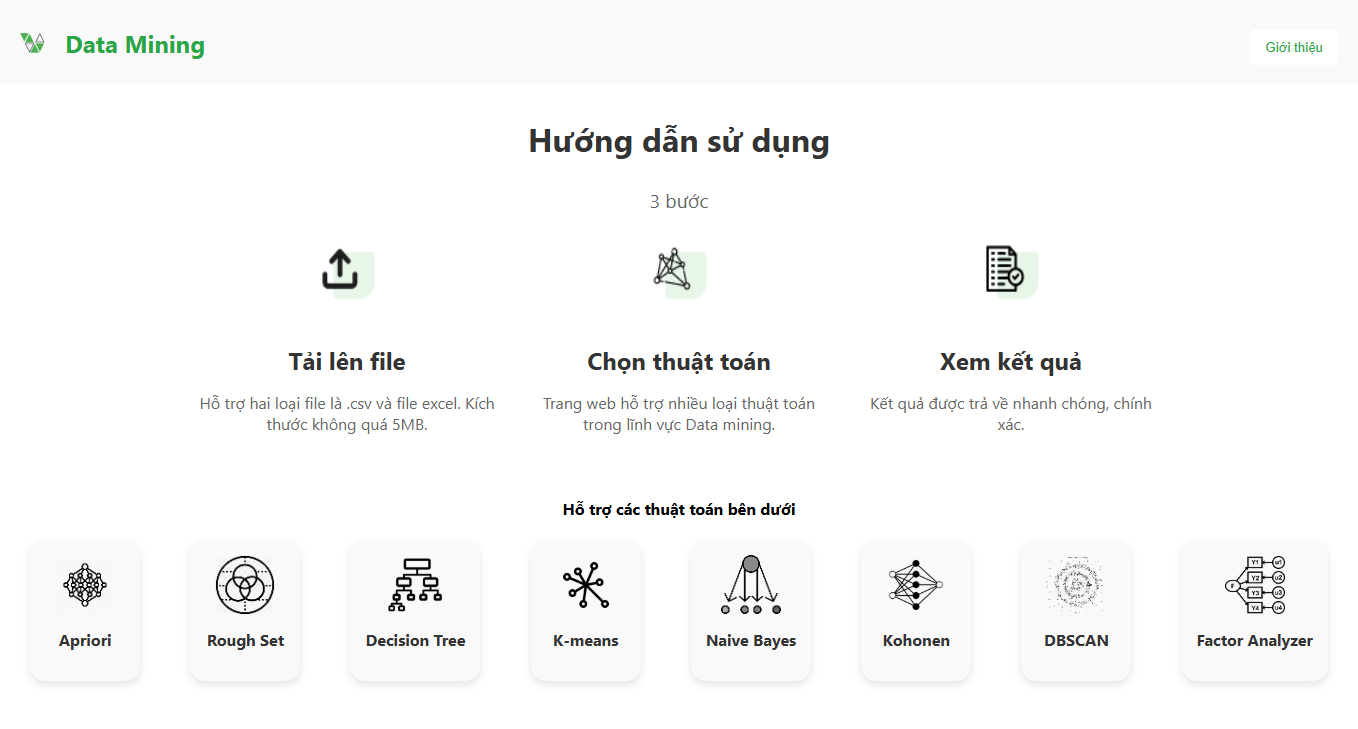 Data Mining
Giới thiệu
Hướng dẫn sử dụng
3 bước
Tải lên file
Hỗ trợ hai loại file là .csv và file excel. Kích
thước không quá 5MB.
Chọn thuật toán
Trang web hỗ trợ nhiều loại thuật toán
trong lĩnh vực Data mining.
Xem kết quả
Kết quả được trả về nhanh chóng, chính
xác.
Hỗ trợ các thuật toán bên dưới
Apriori
Rough Set
Decision Tree
K-means
Naive Bayes
Kohonen
DBSCAN
F
Y1
u1
Y2
u2
Y3
u3
Y4
u4
Factor Analyzer